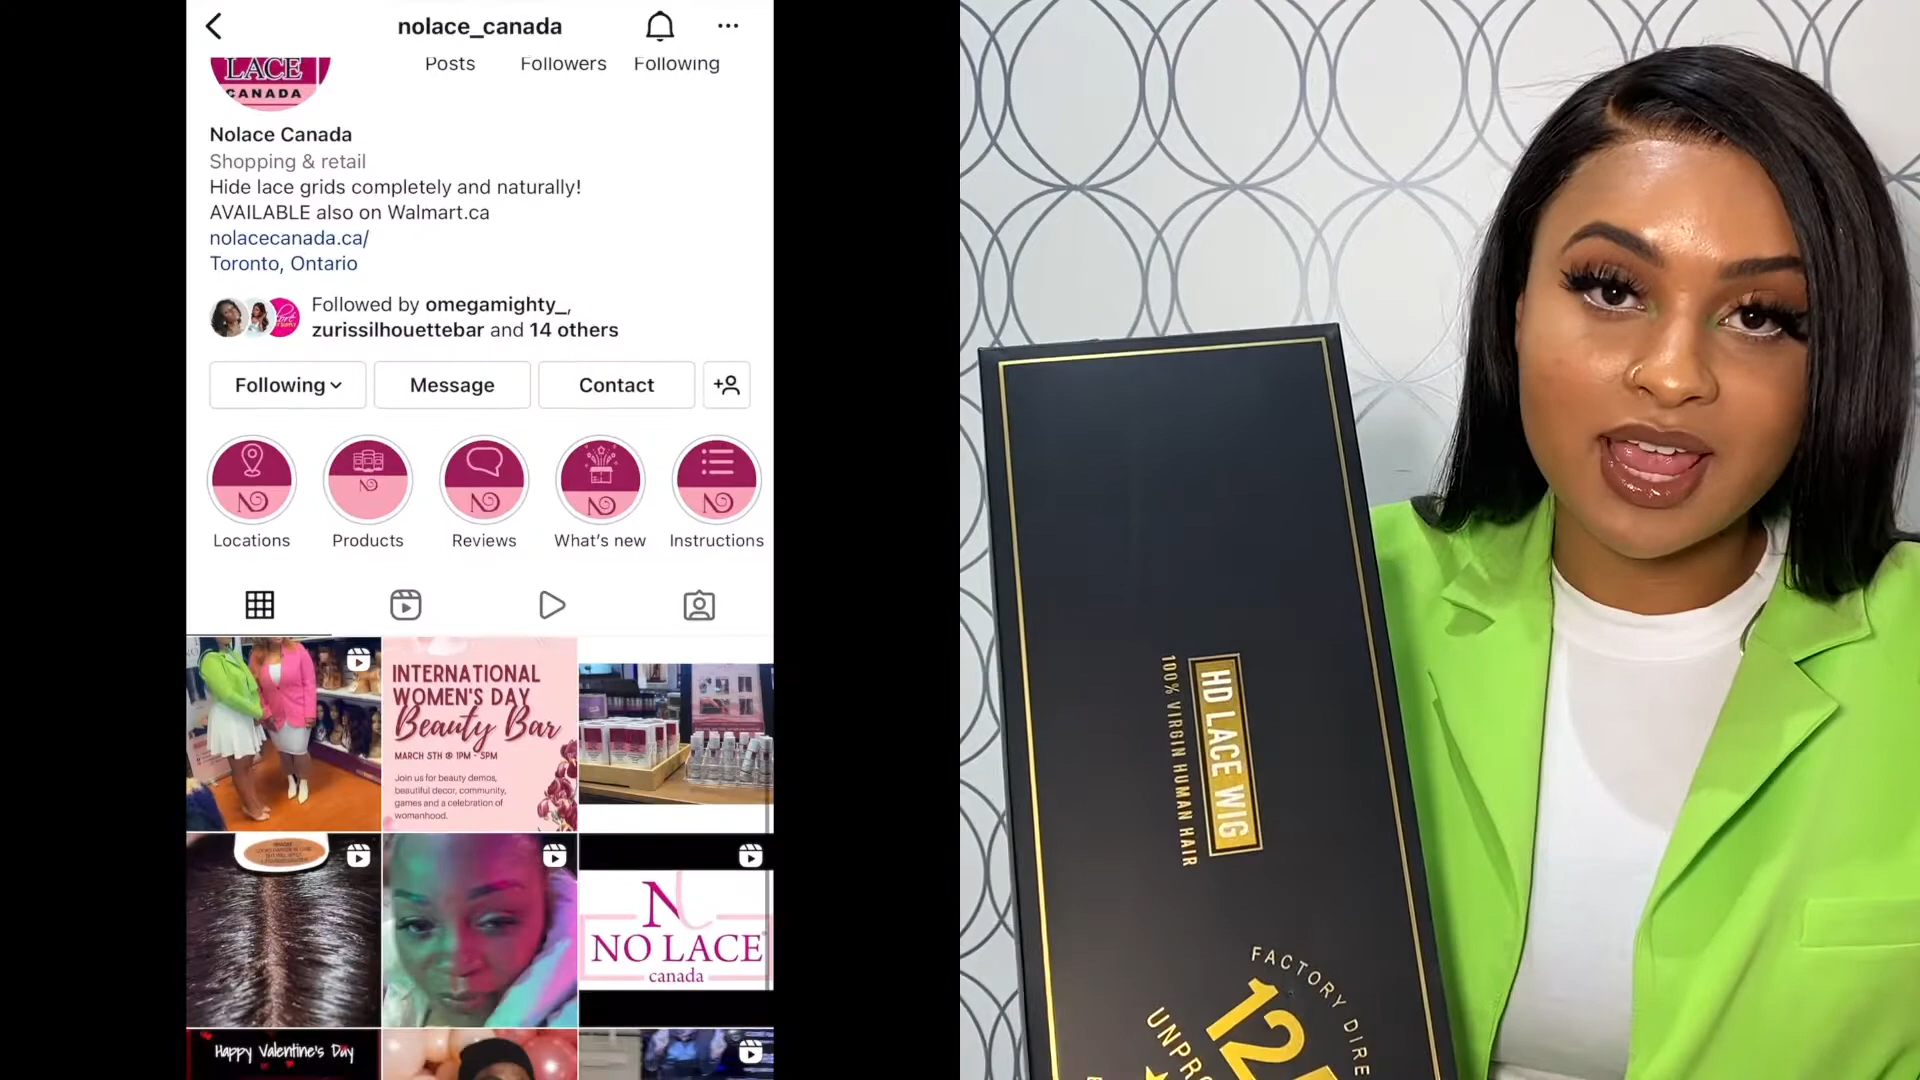 nolace_canada
LACE
CANADA
Posts
Followers
Following
Nolace Canada
Shopping & retail
Hide lace grids completely and naturally!
AVAILABLE also on Walmart.ca
nolacecanada.ca/
Toronto, Ontario
Followed by omegamighty_,
zurissilhouettebar and 14 others
Following
Message
Contact
Locations
Products
Reviews
What's new
Instructions
INTERNATIONAL
WOMEN'S DAY
Beauty Bar
MARCH 5TH @ 1PM - 5PM
Join us for beauty demos,
beautiful decor, community,
games and a celebration of
womanhood.
NO LACE
canada
Happy Valentine's Day
HD LACE WIG
100% VIRGIN HUMAN HAIR
FACTORY DIRE
12
UNPR